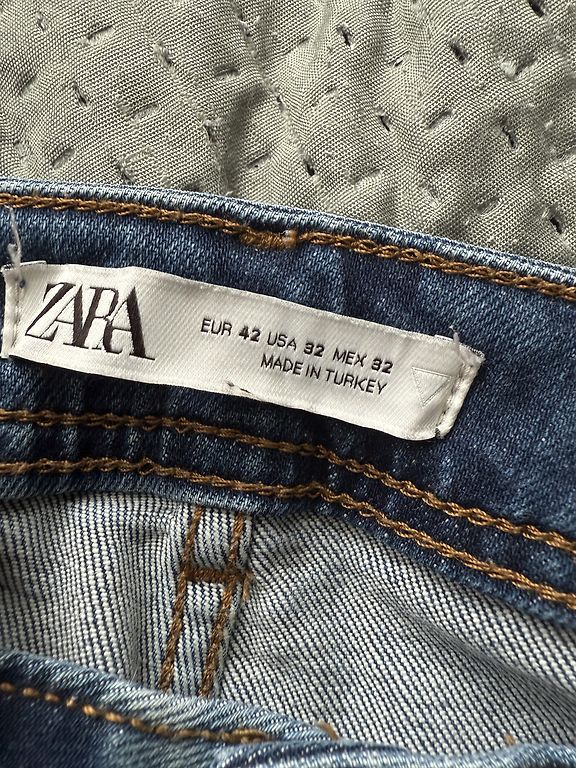 ZARA
EUR 42 USA 32 MEX 32
MADE IN TURKEY